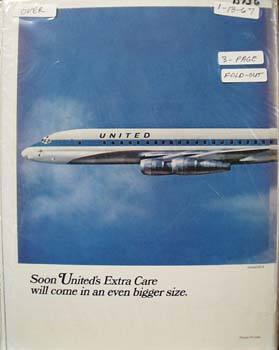 OVER
1-13-67
3-PAGE
FOLD-OUT
UNITED
Soon United's Extra Care
will come in an even bigger size.